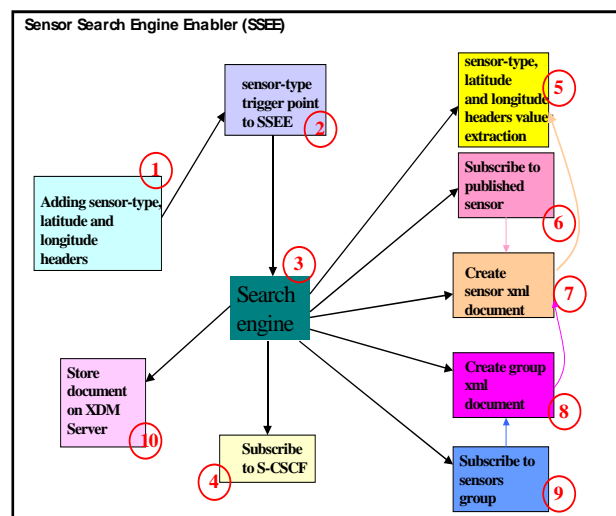 Sensor Search Engine Enabler (SSEE)
1
Adding sensor-type,
latitude and
longitude
headers
sensor-type
trigger point
to SSEE
2
3
Search
engine
Subscribe
to S-CSCF
4
sensor-type,
latitude
and longitude
headers value
extraction
5
Subscribe to
published
sensor
6
Create
sensor xml
document
7
Create group
xml
document
8
Subscribe to
sensors
group
9
Store
document
on XDM
Server
10